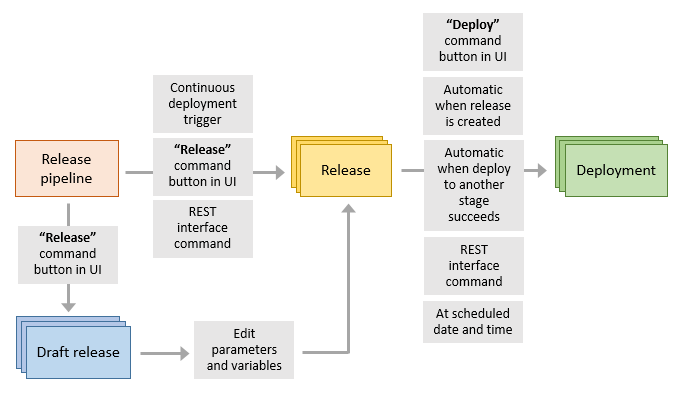 Release
pipeline
Continuous
deployment
trigger
“Release”
command
button in UI
REST
interface
command
Release
“Deploy”
command
button in UI
Automatic
when release
is created
Automatic
when deploy
to another
stage
succeeds
REST
interface
command
At scheduled
date and time
Deployment
“Release”
command
button in UI
Draft release
Edit
parameters
and variables